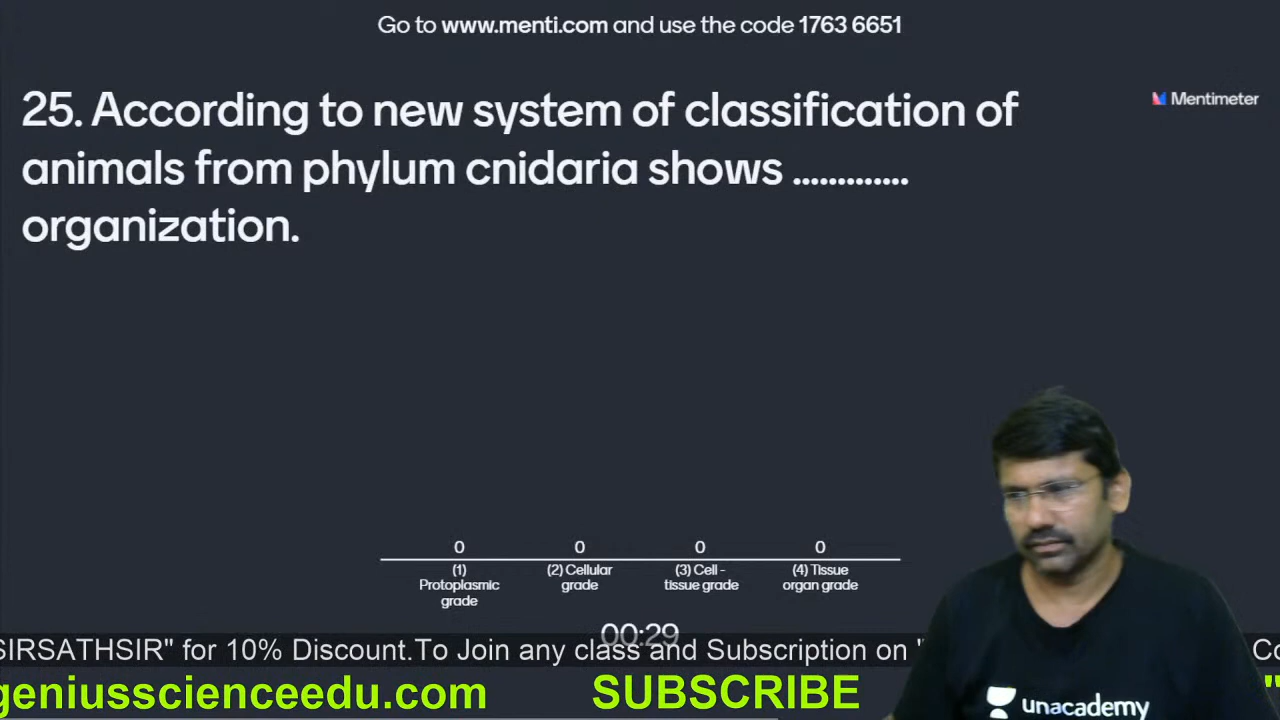 Go to www.menti.com and use the code 1763 6651
Mentimeter
25. According to new system of classification of
animals from phylum cnidaria shows .............
organization.
0 0 0 0
(1) Protoplasmic grade
(2) Cellular grade
(3) Cell - tissue grade
(4) Tissue organ grade
00:29
SIRSATHSIR" for 10% Discount.To Join any class and Subscription on "
geniusscienceedu.com SUBSCRIBE
unacademy